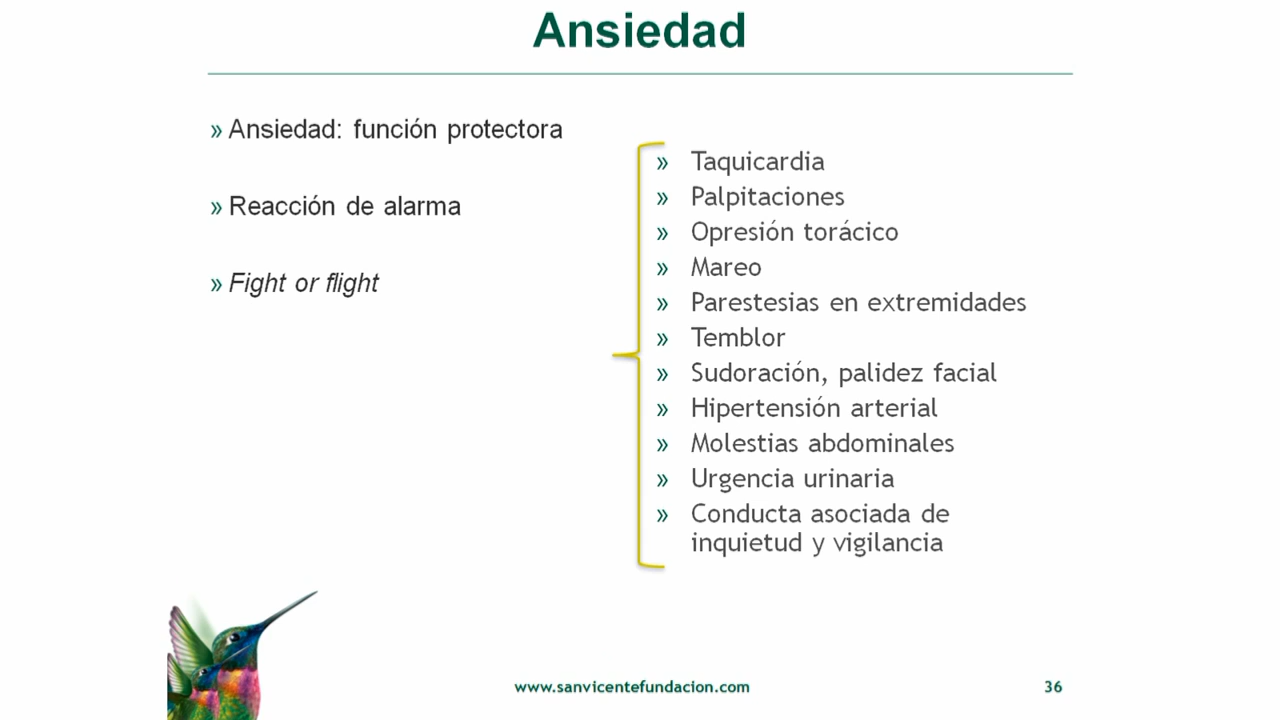 Ansiedad
» Ansiedad: función protectora
» Reacción de alarma
» Fight or flight
» Taquicardia
» Palpitaciones
» Opresión torácico
» Mareo
» Parestesias en extremidades
» Temblor
» Sudoración, palidez facial
» Hipertensión arterial
» Molestias abdominales
» Urgencia urinaria
» Conducta asociada de
inquietud y vigilancia
www.sanvicentefundacion.com
36